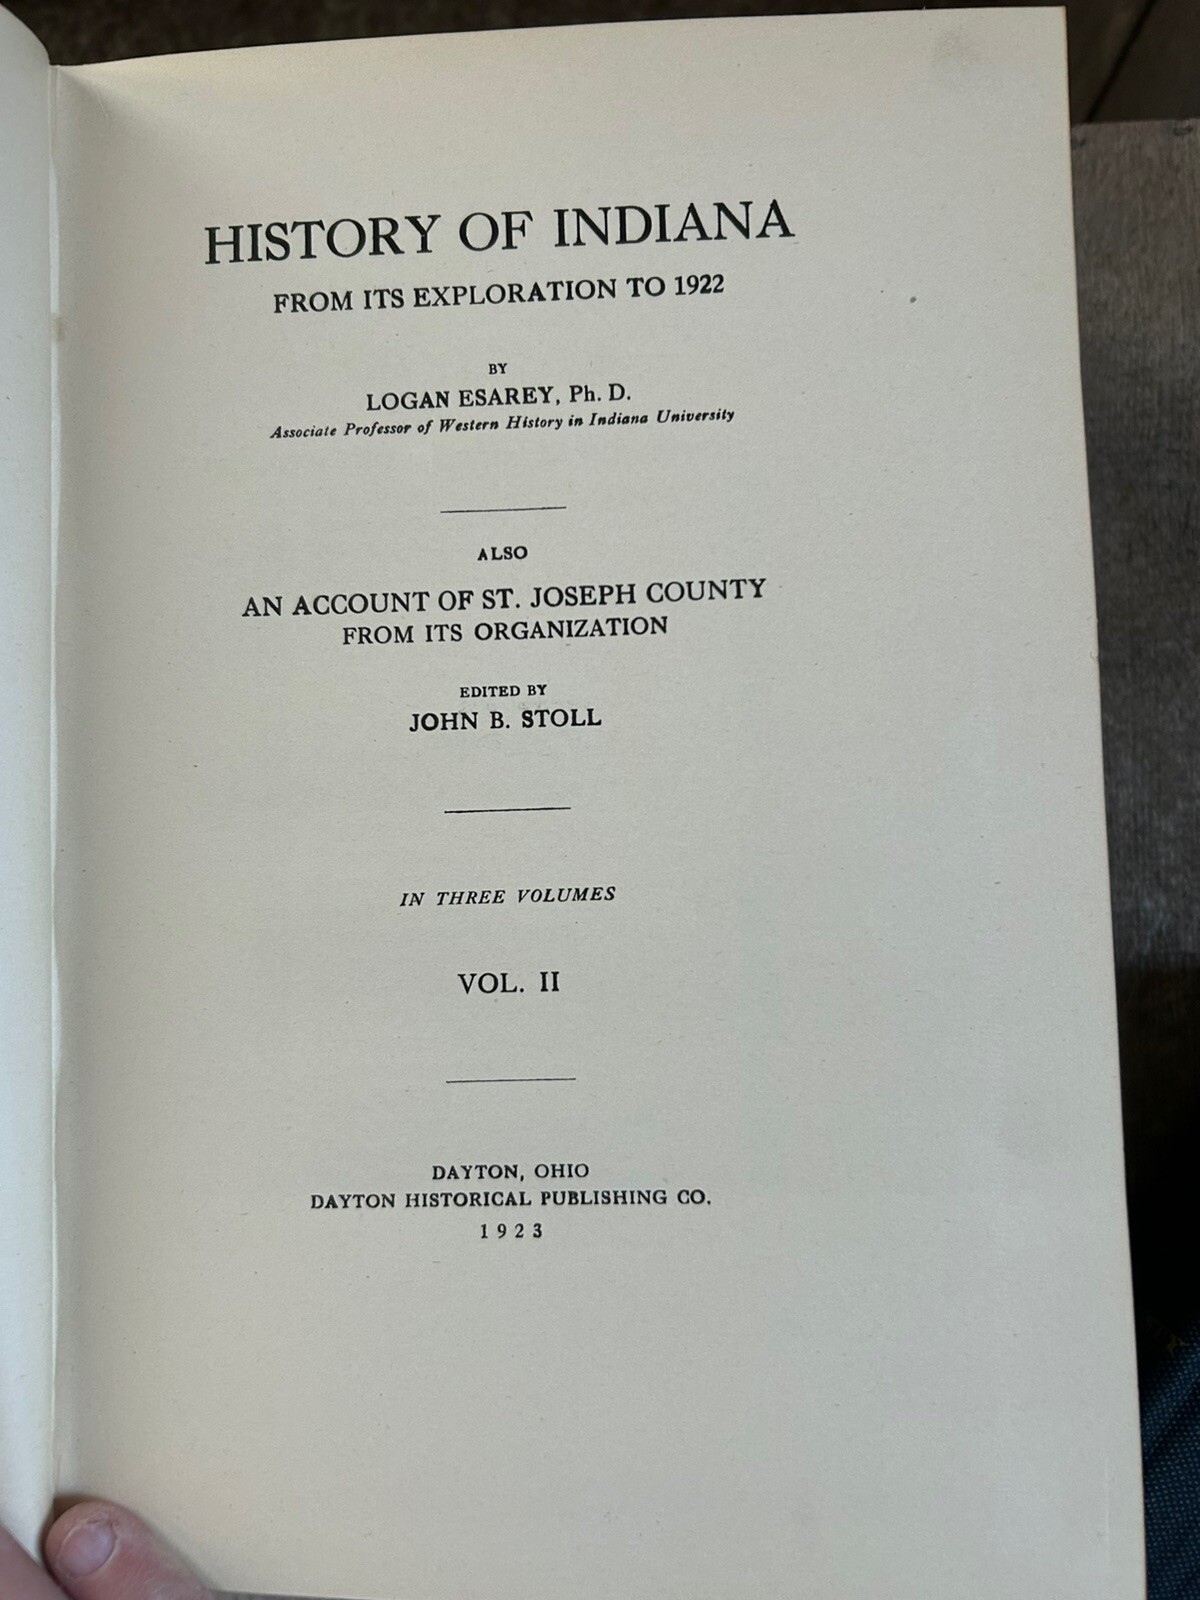 HISTORY OF INDIANA
FROM ITS EXPLORATION TO 1922
BY
LOGAN ESAREY, Ph. D.
Associate Professor of Western History in Indiana University
ALSO
AN ACCOUNT OF ST. JOSEPH COUNTY
FROM ITS ORGANIZATION
EDITED BY
JOHN B. STOLL
IN THREE VOLUMES
VOL. II
DAYTON, OHIO
DAYTON HISTORICAL PUBLISHING CO.
1923